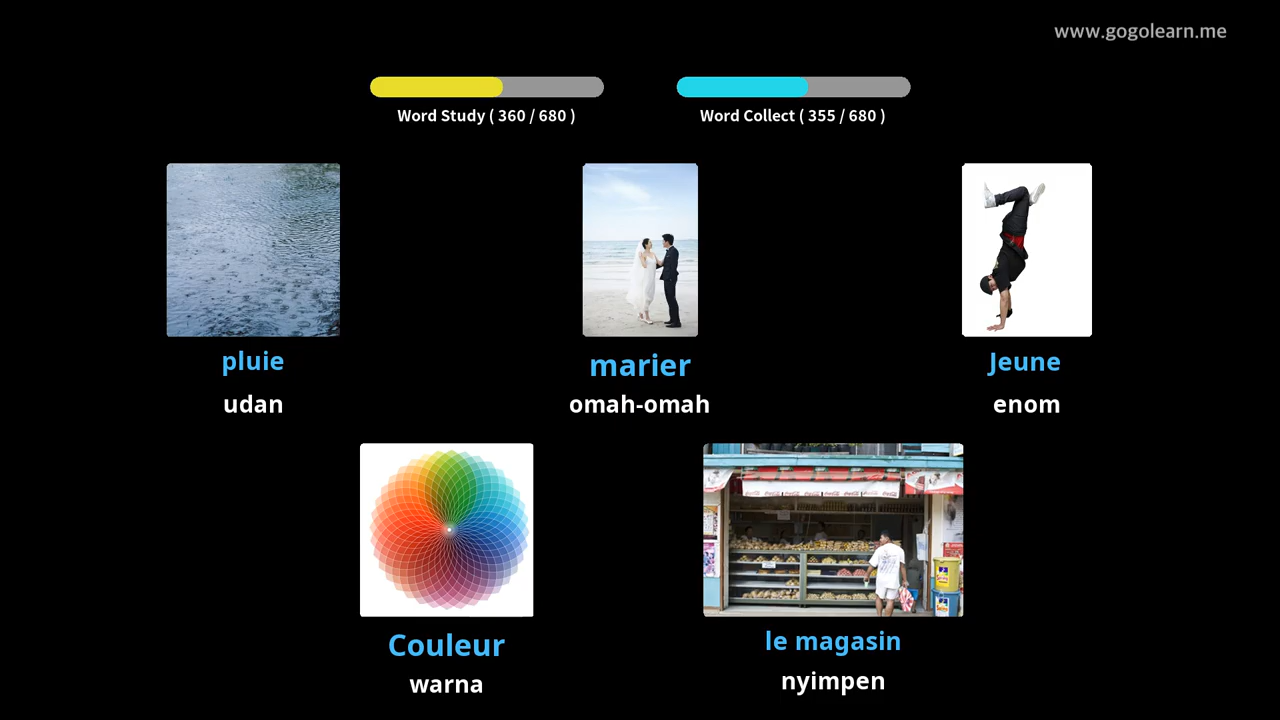 www.gogolearn.me
Word Study ( 360 / 680 )
Word Collect ( 355 / 680 )
pluie
udan
marier
omah-omah
Jeune
enom
Couleur
warna
le magasin
nyimpen